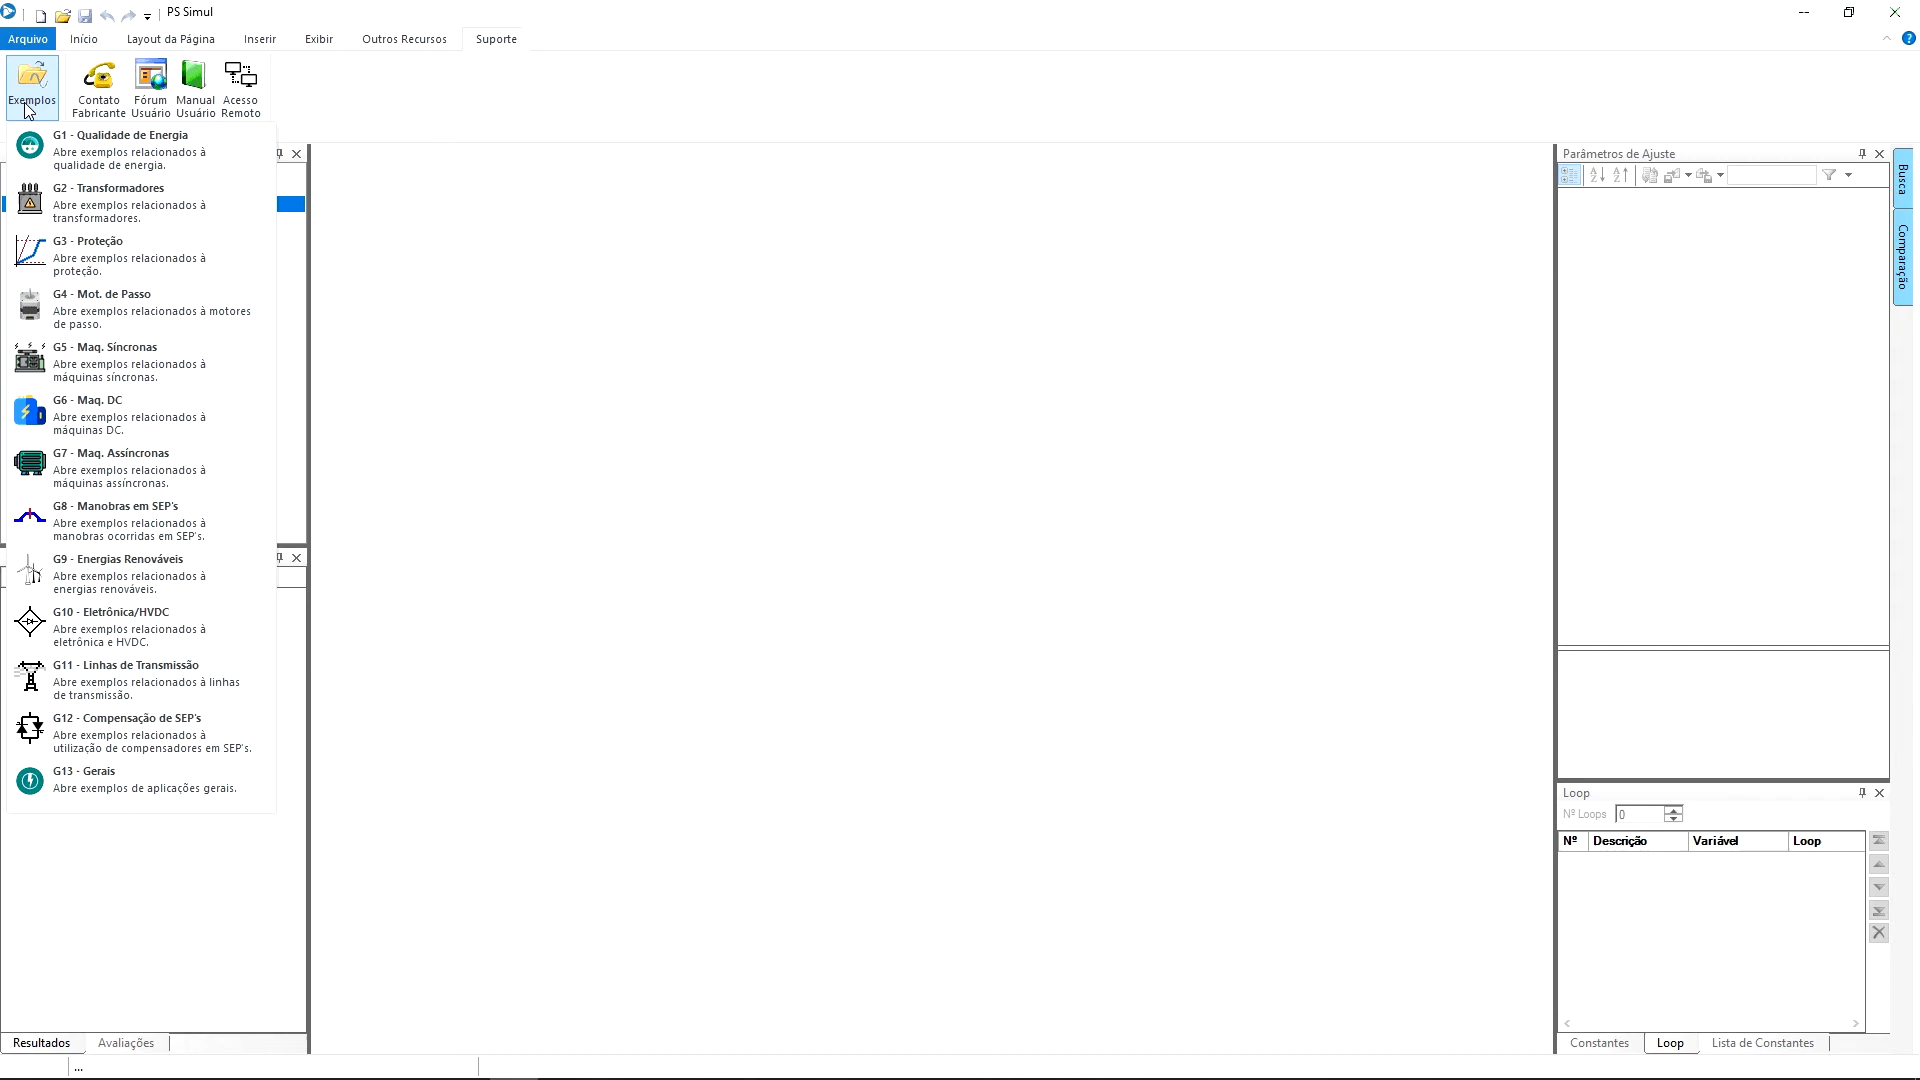 PS Simul
Arquivo Início Layout da Página Inserir Exibir Outros Recursos Suporte
Exemplos
Contato Fabricante
Fórum Usuário
Manual Usuário
Acesso Remoto
G1 - Qualidade de Energia
Abre exemplos relacionados à
qualidade de energia.
G2 - Transformadores
Abre exemplos relacionados à
transformadores.
G3 - Proteção
Abre exemplos relacionados à
proteção.
G4 - Mot. de Passo
Abre exemplos relacionados à motores
de passo.
G5 - Maq. Síncronas
Abre exemplos relacionados à
máquinas síncronas.
G6 - Maq. DC
Abre exemplos relacionados à
máquinas DC.
G7 - Maq. Assíncronas
Abre exemplos relacionados à
máquinas assíncronas.
G8 - Manobras em SEP's
Abre exemplos relacionados à
manobras ocorridas em SEP's.
G9 - Energias Renováveis
Abre exemplos relacionados à
energias renováveis.
G10 - Eletrônica/HVDC
Abre exemplos relacionados à
eletrônica e HVDC.
G11 - Linhas de Transmissão
Abre exemplos relacionados à linhas
de transmissão.
G12 - Compensação de SEP's
Abre exemplos relacionados à
utilização de compensadores em SEP's.
G13 - Gerais
Abre exemplos de aplicações gerais.
Resultados Avaliações
...
Parâmetros de Ajuste
Busca
Comparação
Loop
Nº Loops 0
Nº Descrição Variável Loop
Constantes Loop Lista de Constantes